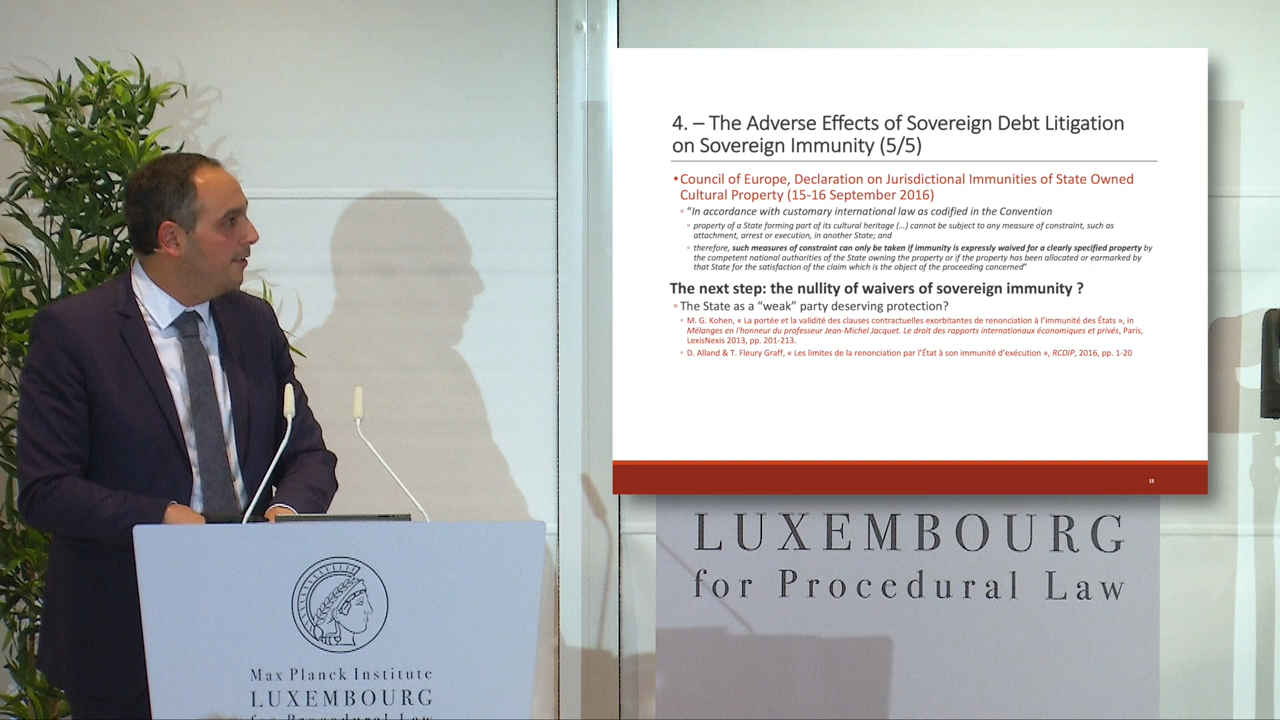 4. – The Adverse Effects of Sovereign Debt Litigation
on Sovereign Immunity (5/5)
•Council of Europe, Declaration on Jurisdictional Immunities of State Owned
Cultural Property (15-16 September 2016)
◦ “In accordance with customary international law as codified in the Convention
◦ property of a State forming part of its cultural heritage (…) cannot be subject to any measure of constraint, such as
attachment, arrest or execution, in another State; and
◦ therefore, such measures of constraint can only be taken if immunity is expressly waived for a clearly specified property by
the competent national authorities of the State owning the property or if the property has been allocated or earmarked by
that State for the satisfaction of the claim which is the object of the proceeding concerned”
The next step: the nullity of waivers of sovereign immunity ?
◦ The State as a “weak” party deserving protection?
◦ M. G. Kohen, « La portée et la validité des clauses contractuelles exorbitantes de renonciation à l’immunité des États », in
Mélanges en l'honneur du professeur Jean-Michel Jacquet. Le droit des rapports internationaux économiques et privés, Paris,
LexisNexis 2013, pp. 201-213.
◦ D. Alland & T. Fleury Graff, « Les limites de la renonciation par l’État à son immunité d’exécution », RCDIP, 2016, pp. 1-20
13
LUXEMBOURG
for Procedural Law
Max Planck Institute
LUXEMBOURG
for Procedural Law